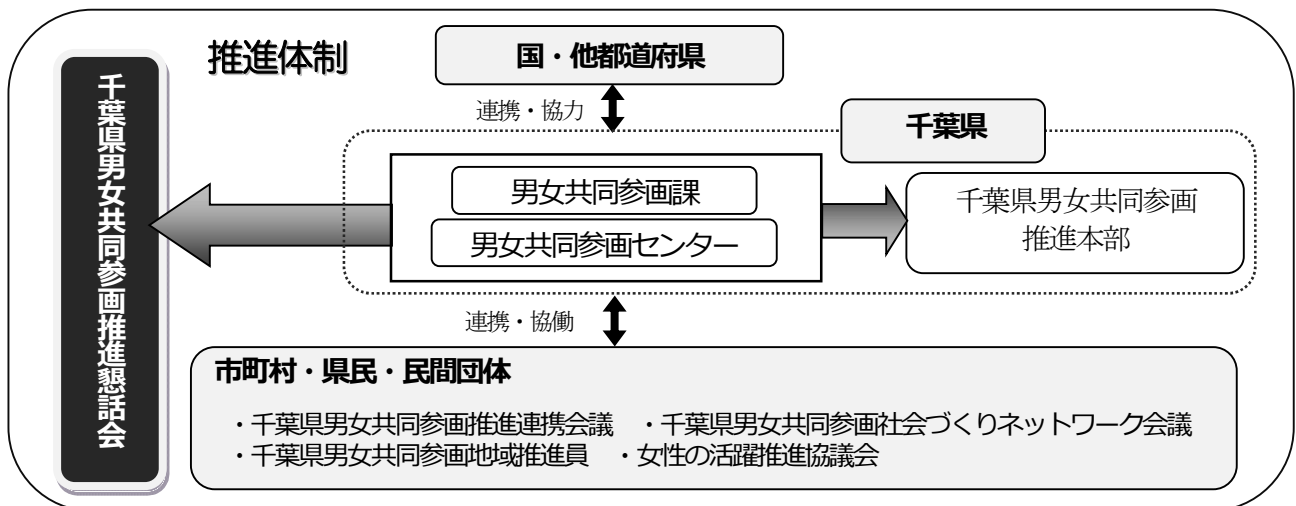 推進体制
千葉県男女共同参画推進懇話会
国・他都道府県
連携・協力
千葉県
男女共同参画課
男女共同参画センター
千葉県男女共同参画
推進本部
連携・協働
市町村・県民・民間団体
・千葉県男女共同参画推進連携会議 ・千葉県男女共同参画社会づくりネットワーク会議
・千葉県男女共同参画地域推進員 ・女性の活躍推進協議会